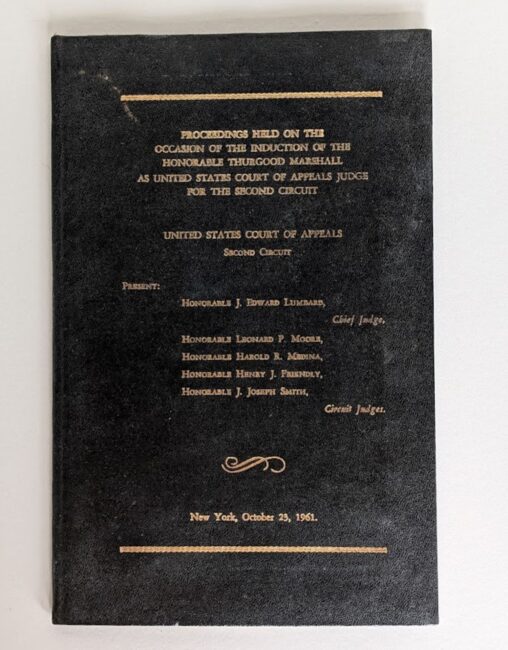 PROCEEDINGS HELD ON THE
OCCASION OF THE INDUCTION OF THE
HONORABLE THURGOOD MARSHALL
AS UNITED STATES COURT OF APPEALS JUDGE
FOR THE SECOND CIRCUIT
UNITED STATES COURT OF APPEALS
SECOND CIRCUIT
PRESENT:
HONORABLE J. EDWARD LUMBARD,
Chief Judge,
HONORABLE LEONARD P. MOORE,
HONORABLE HAROLD R. MEDINA,
HONORABLE HENRY J. FRIENDLY,
HONORABLE J. JOSEPH SMITH,
Circuit Judges.
New York, October 23, 1961.